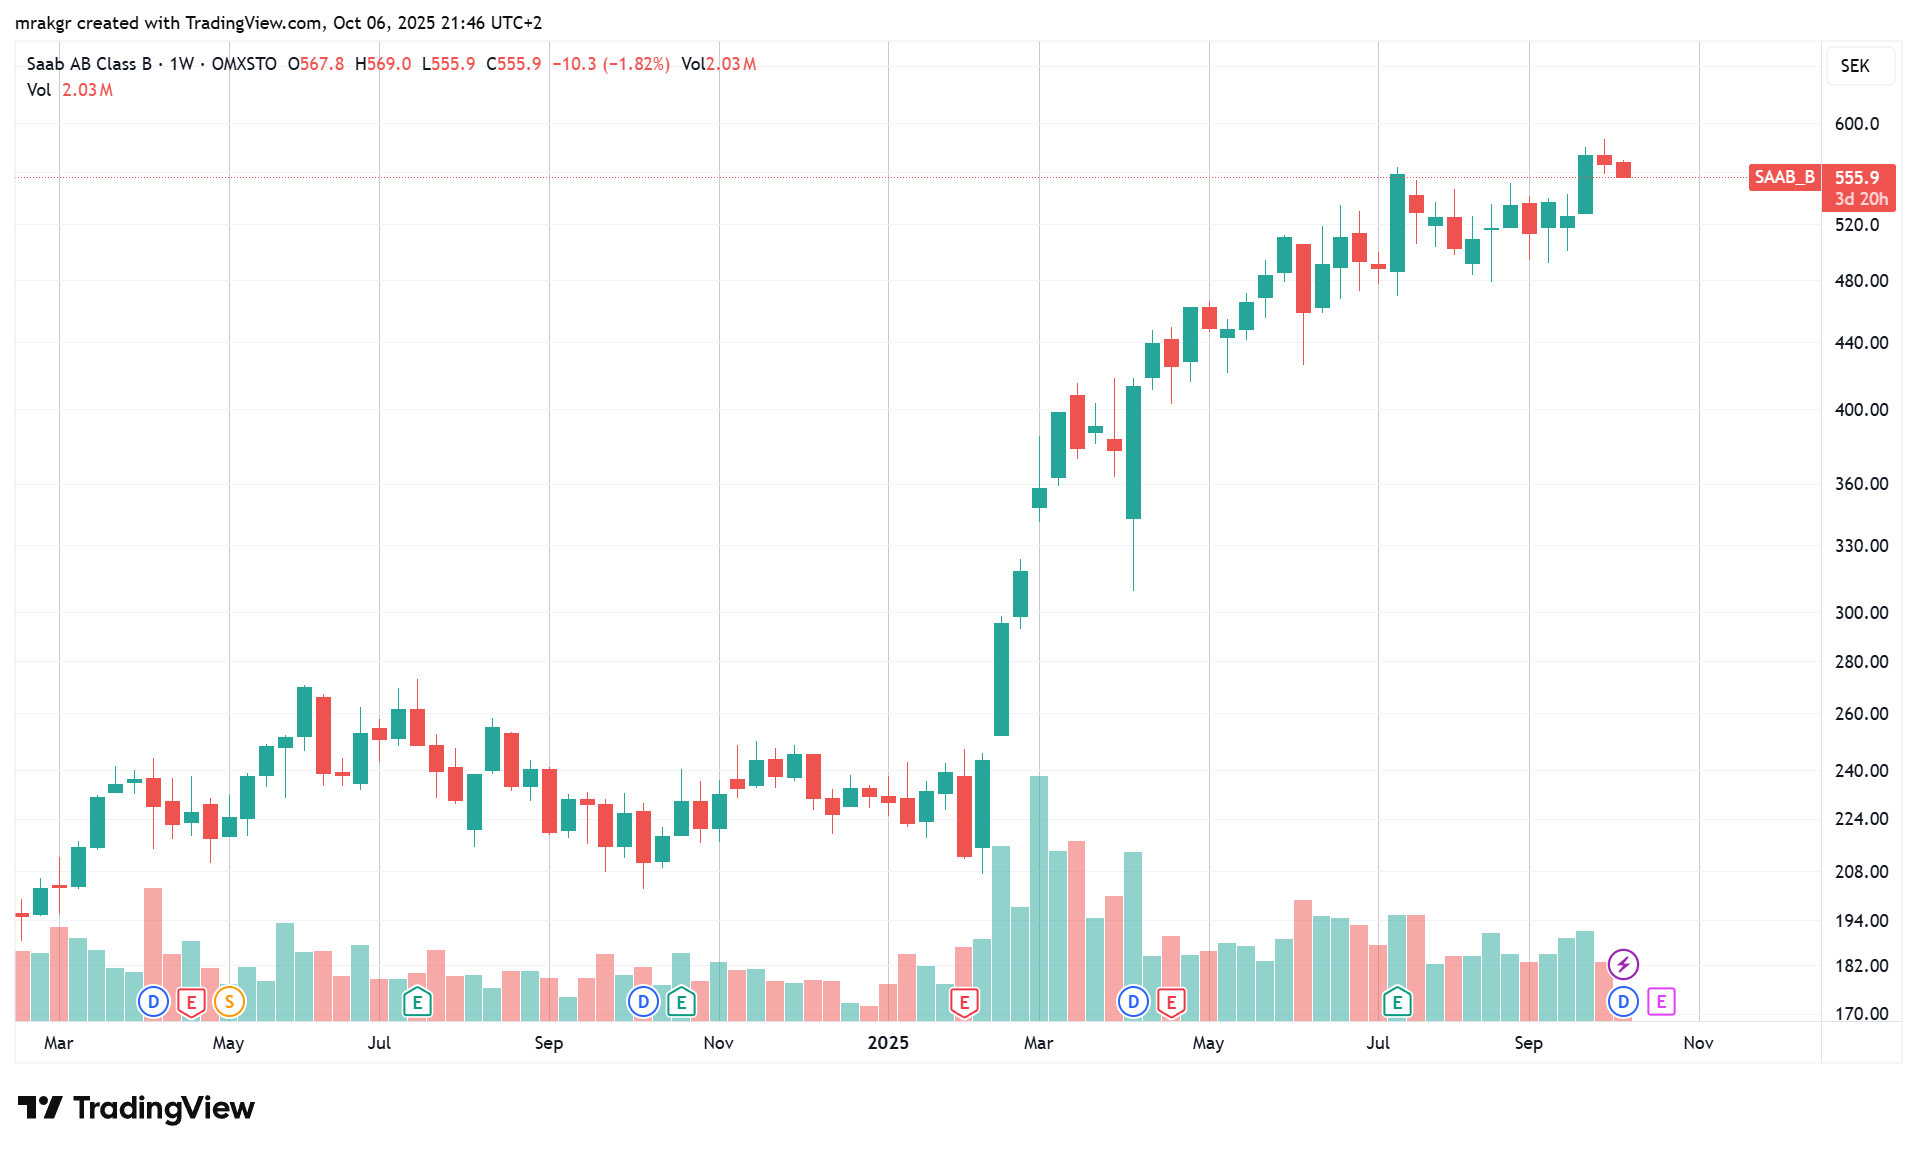 mrakgr created with TradingView.com, Oct 06, 2025 21:46 UTC+2
Saab AB Class B · 1W · OMXSTO O567.8 H569.0 L555.9 C555.9 −10.3 (−1.82%) Vol2.03 M
Vol 2.03 M
SEK
600.0
SAAB_B 555.9
3d 20h
520.0
480.00
440.00
400.00
360.00
330.00
300.00
280.00
260.00
240.00
224.00
208.00
194.00
182.00
170.00
D E S E D E E D E E D E
Mar May Jul Sep Nov 2025 Mar May Jul Sep Nov
TradingView